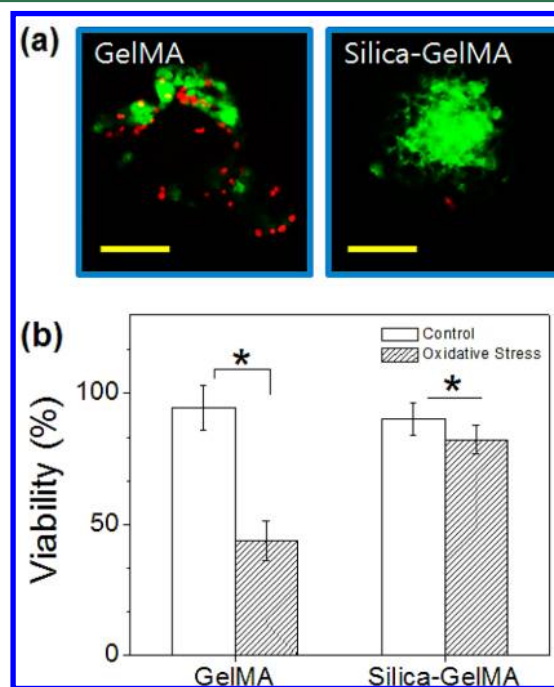 (a)
GelMA
Silica-GelMA
(b)
Control
Oxidative Stress
*
*
Viability (%)
100
50
0
GelMA
Silica-GelMA